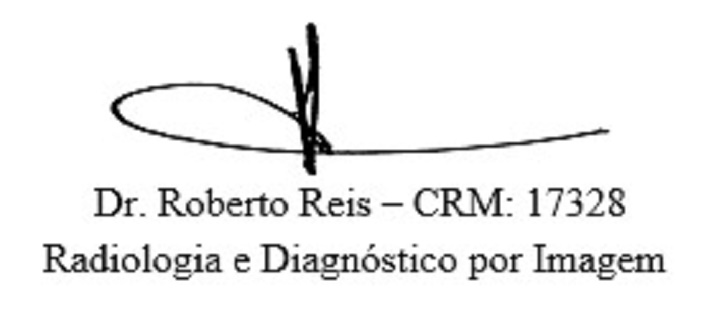 Dr. Roberto Reis – CRM: 17328
Radiologia e Diagnóstico por Imagem